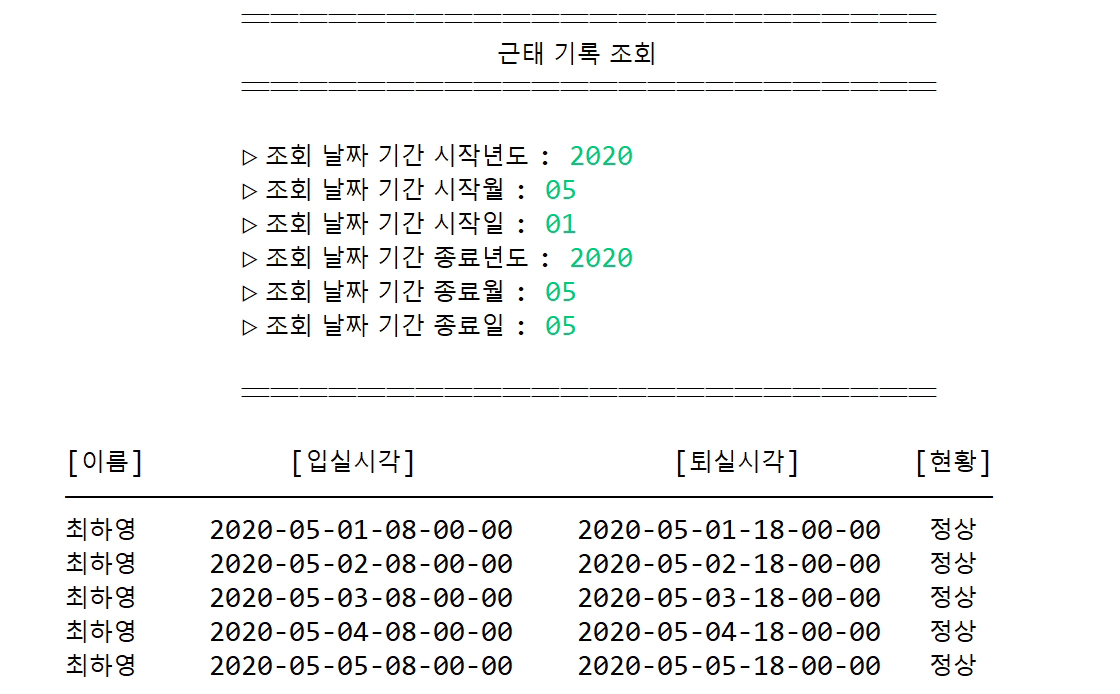 ========================
근태 기록 조회
========================
▷ 조회 날짜 기간 시작년도 : 2020
▷ 조회 날짜 기간 시작월 : 05
▷ 조회 날짜 기간 시작일 : 01
▷ 조회 날짜 기간 종료년도 : 2020
▷ 조회 날짜 기간 종료월 : 05
▷ 조회 날짜 기간 종료일 : 05
========================
[이름] [입실시각] [퇴실시각] [현황]
최하영 2020-05-01-08-00-00 2020-05-01-18-00-00 정상
최하영 2020-05-02-08-00-00 2020-05-02-18-00-00 정상
최하영 2020-05-03-08-00-00 2020-05-03-18-00-00 정상
최하영 2020-05-04-08-00-00 2020-05-04-18-00-00 정상
최하영 2020-05-05-08-00-00 2020-05-05-18-00-00 정상